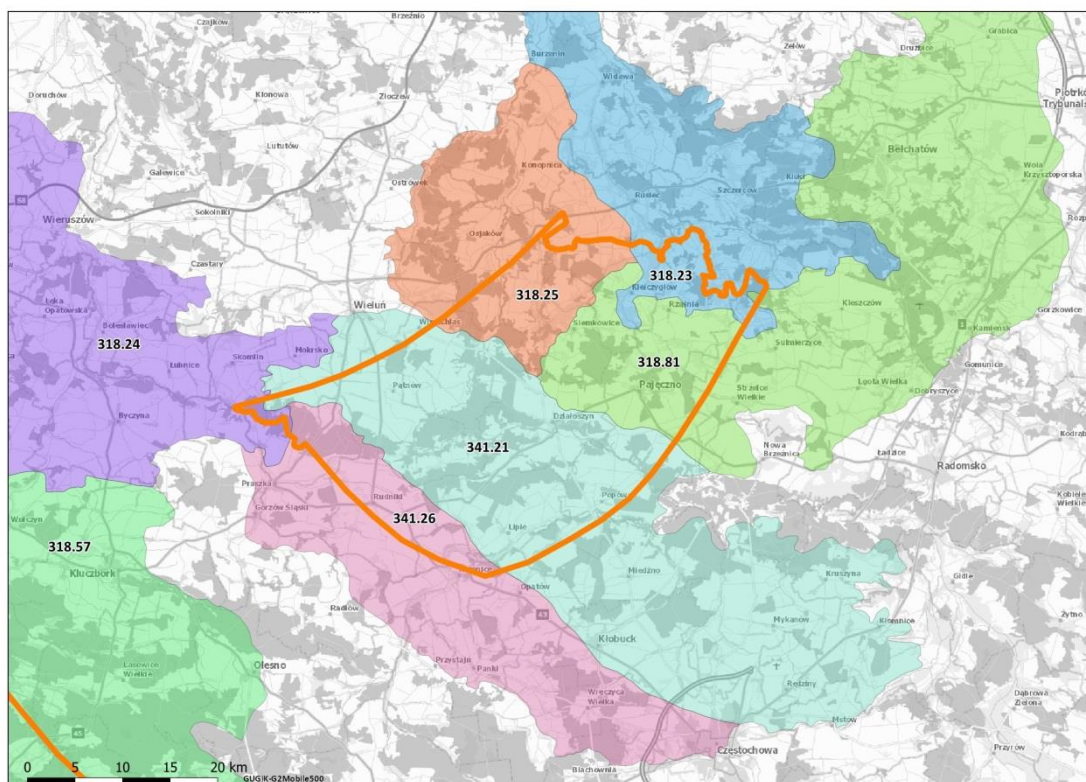 Czajków
Brzeźnio
Burzenin
Zelów
Drużbice
Grabica
Widawa
Doruchów
Klonowa
Złoczew
Piotrków
Trybunalski
Lututów
Konopnica
Bełchatów
Galewice
Ostrówek
Rusiec
Szczerców
Kluki
Wola
Krzysztoporska
Wieruszów
Sokolniki
Osjaków
Rozp
Czastary
318.23
Kiełczygłów
Rząśnia
Kleszczów
318.25
Łęka
Opatowska
Wieluń
Gorzkowice
Bolesławiec
Siemkowice
Kamieńsk
318.24
Mokrsko
Sulmierzyce
Skomlin
318.81
Łubnice
Pajęczno
Strzelce
Wielkie
Lgota Wielka
Gomunice
Dobryszyce
Pątnów
Byczyna
Działoszyn
341.21
Nowa
Brzeźnica
Ładzice
Kodrąb
Radomsko
Praszka
Rudniki
Popów
Kobiele
Wielkie
Gorzów Śląski
341.26
Wołczyn
Lipie
318.57
Kluczbork
Miedźno
Kruszyna
Gidle
Opatów
Radłów
Mykanów
Kłomnice
Żytno
43
Kłobuck
Olesno
Przystajń
Panki
Lasowice
Wielkie
Rędziny
Wręczyca
Wielka
Dąbrowa
Zielona
Mstów
45
Częstochowa
Przyrów
0 5 10 15 20 km
GUGiK-G2Mobile500
Blachownia